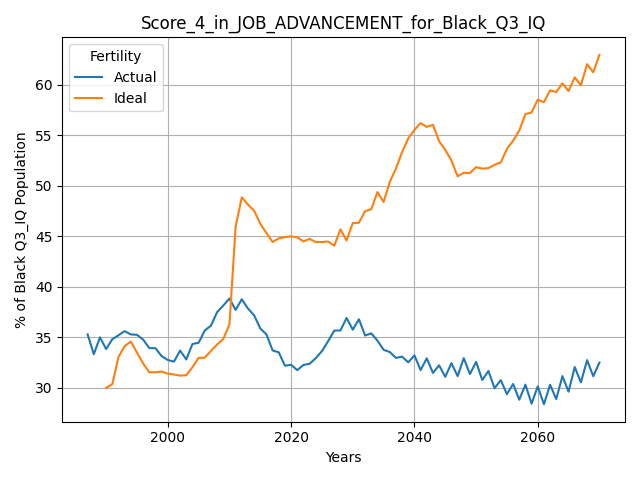 Score_4_in_JOB_ADVANCEMENT_for_Black_Q3_IQ
Fertility
Actual
Ideal
% of Black Q3_IQ Population
60
55
50
45
40
35
30
2000
2020
2040
2060
Years